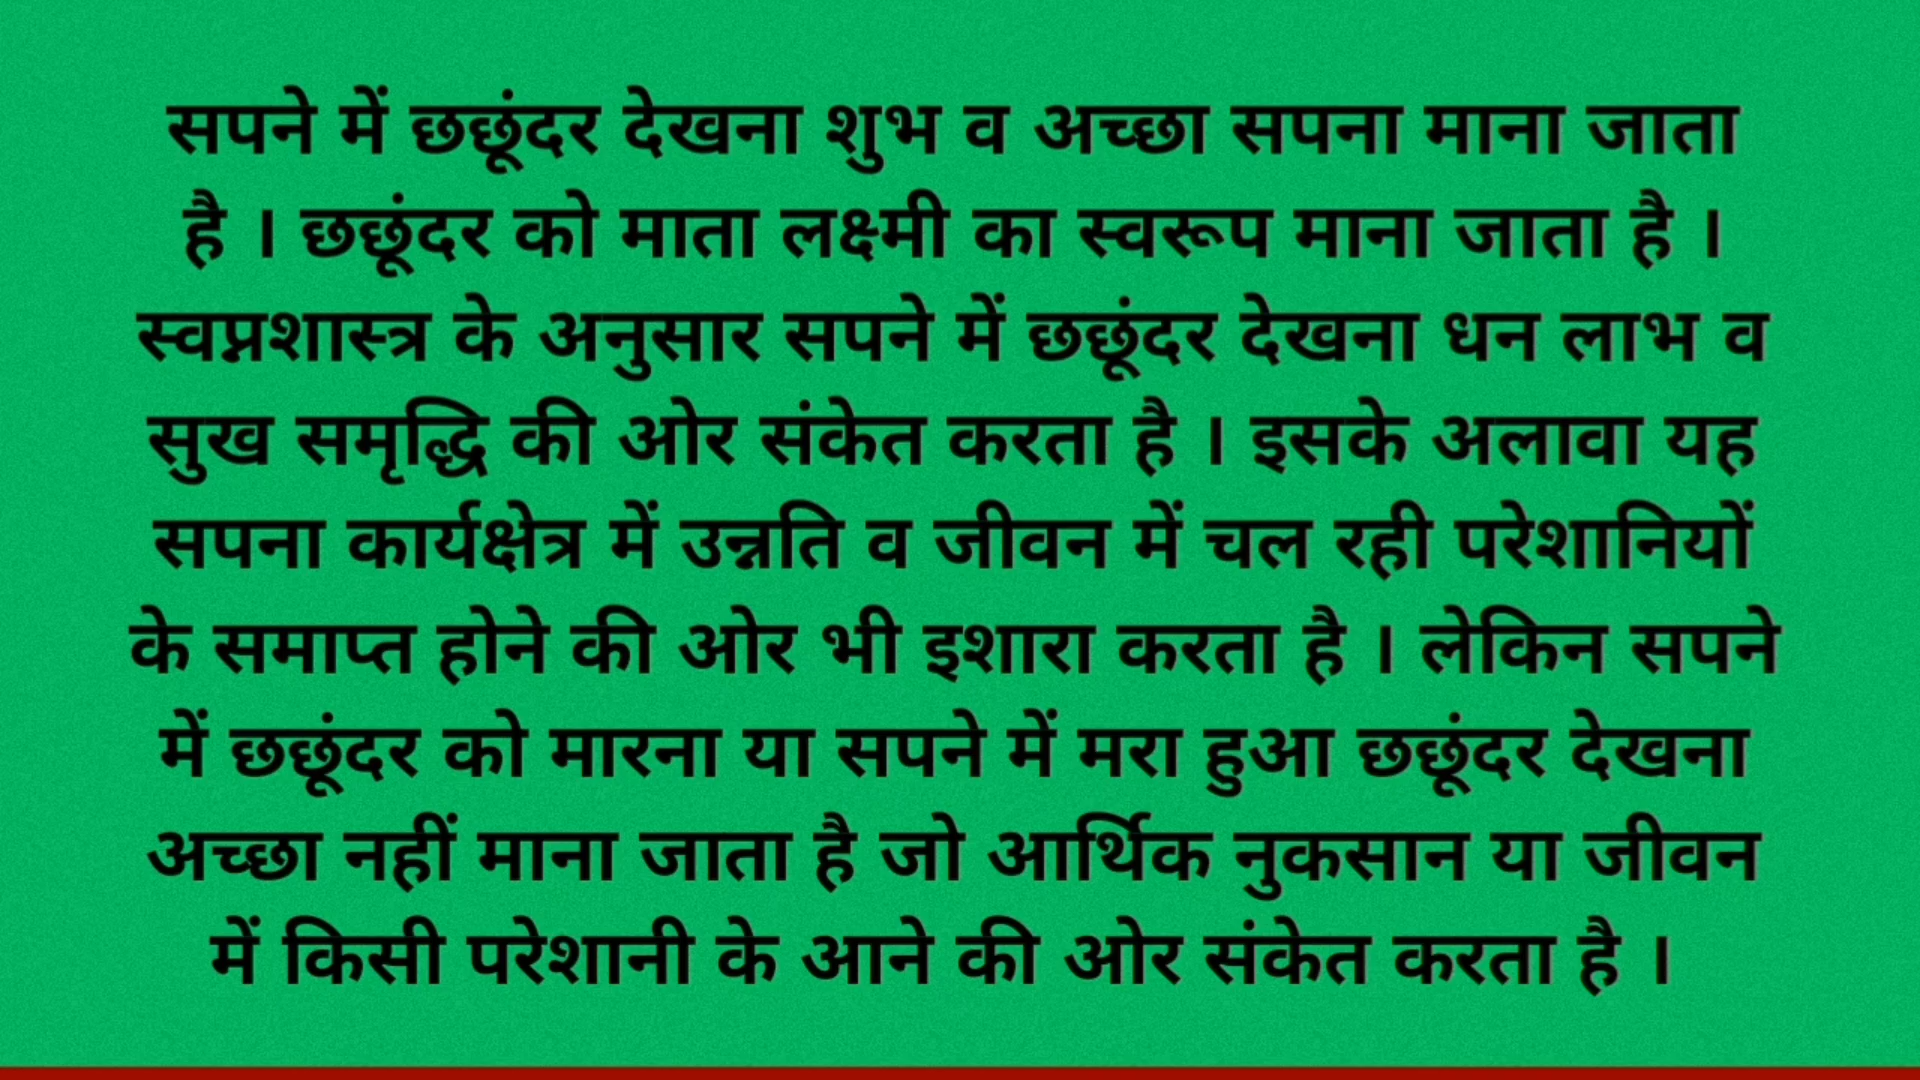 सपने में छछूंदर देखना शुभ व अच्छा सपना माना जाता
है । छछूंदर को माता लक्ष्मी का स्वरूप माना जाता है ।
स्वप्नशास्त्र के अनुसार सपने में छछूंदर देखना धन लाभ व
सुख समृद्धि की ओर संकेत करता है । इसके अलावा यह
सपना कार्यक्षेत्र में उन्नति व जीवन में चल रही परेशानियों
के समाप्त होने की ओर भी इशारा करता है । लेकिन सपने
में छछूंदर को मारना या सपने में मरा हुआ छछूंदर देखना
अच्छा नहीं माना जाता है जो आर्थिक नुकसान या जीवन
में किसी परेशानी के आने की ओर संकेत करता है ।